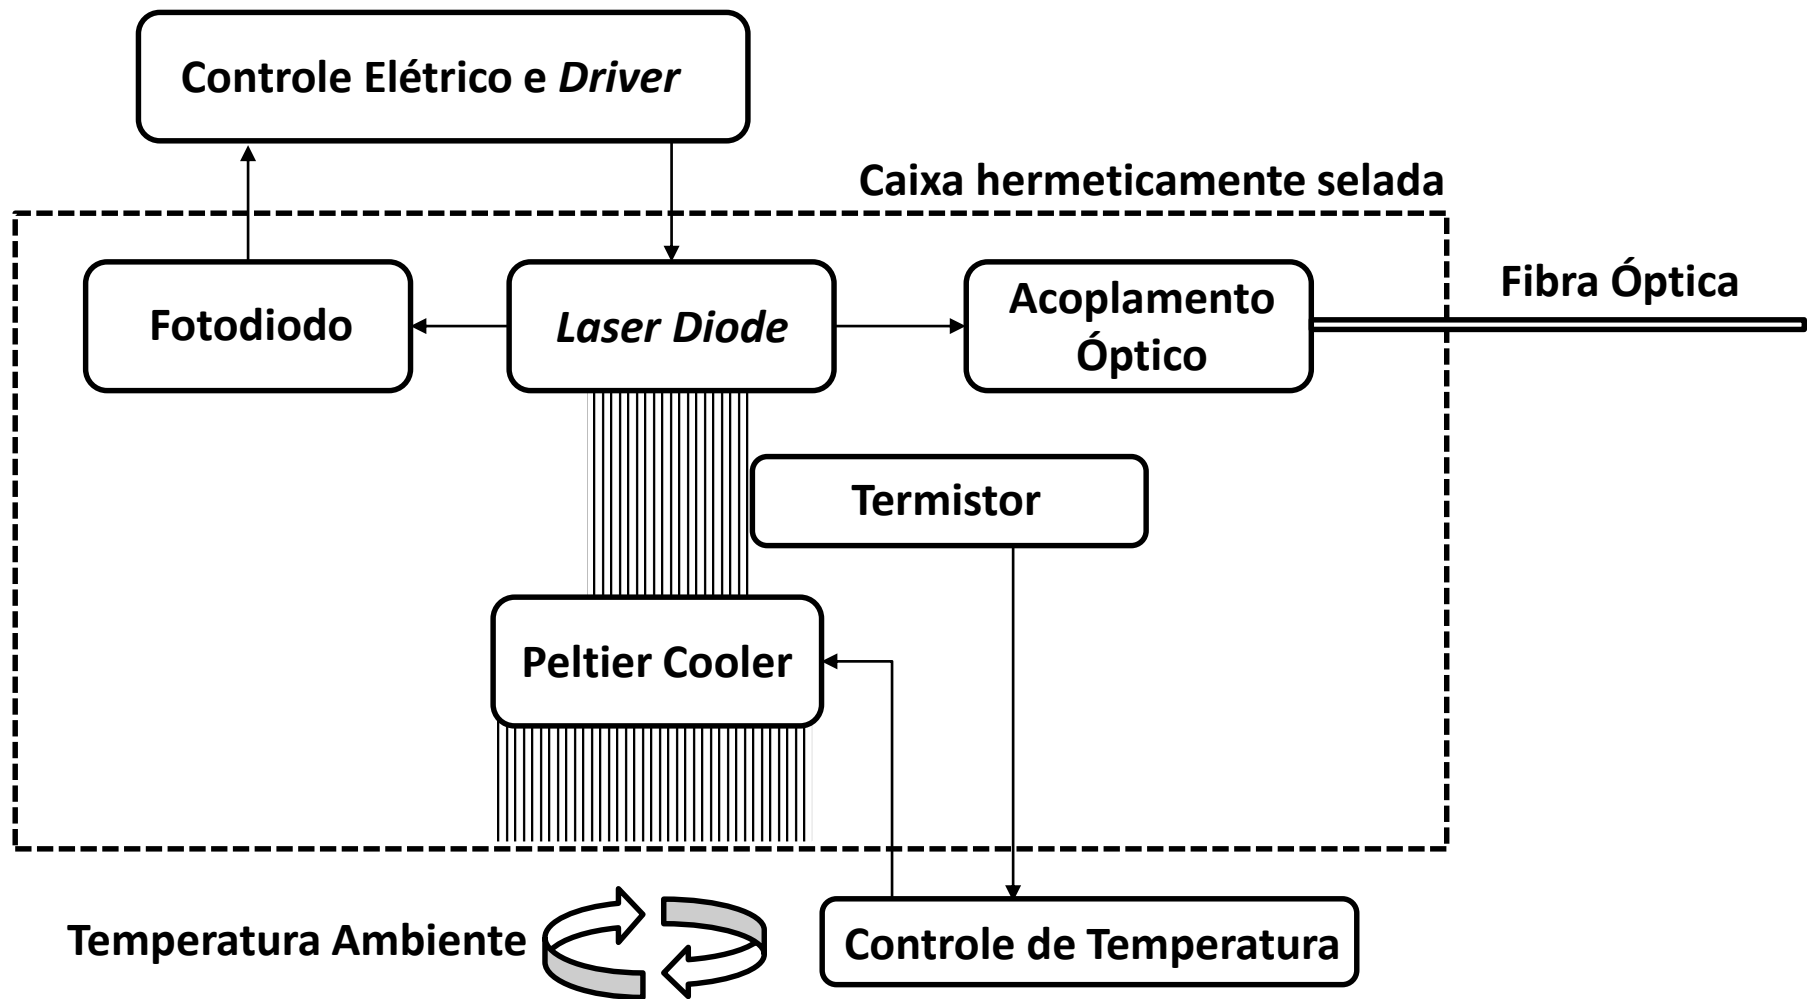 Controle Elétrico e Driver
Caixa hermeticamente selada
Fotodiodo
Laser Diode
Acoplamento
Óptico
Fibra Óptica
Termistor
Peltier Cooler
Temperatura Ambiente
Controle de Temperatura